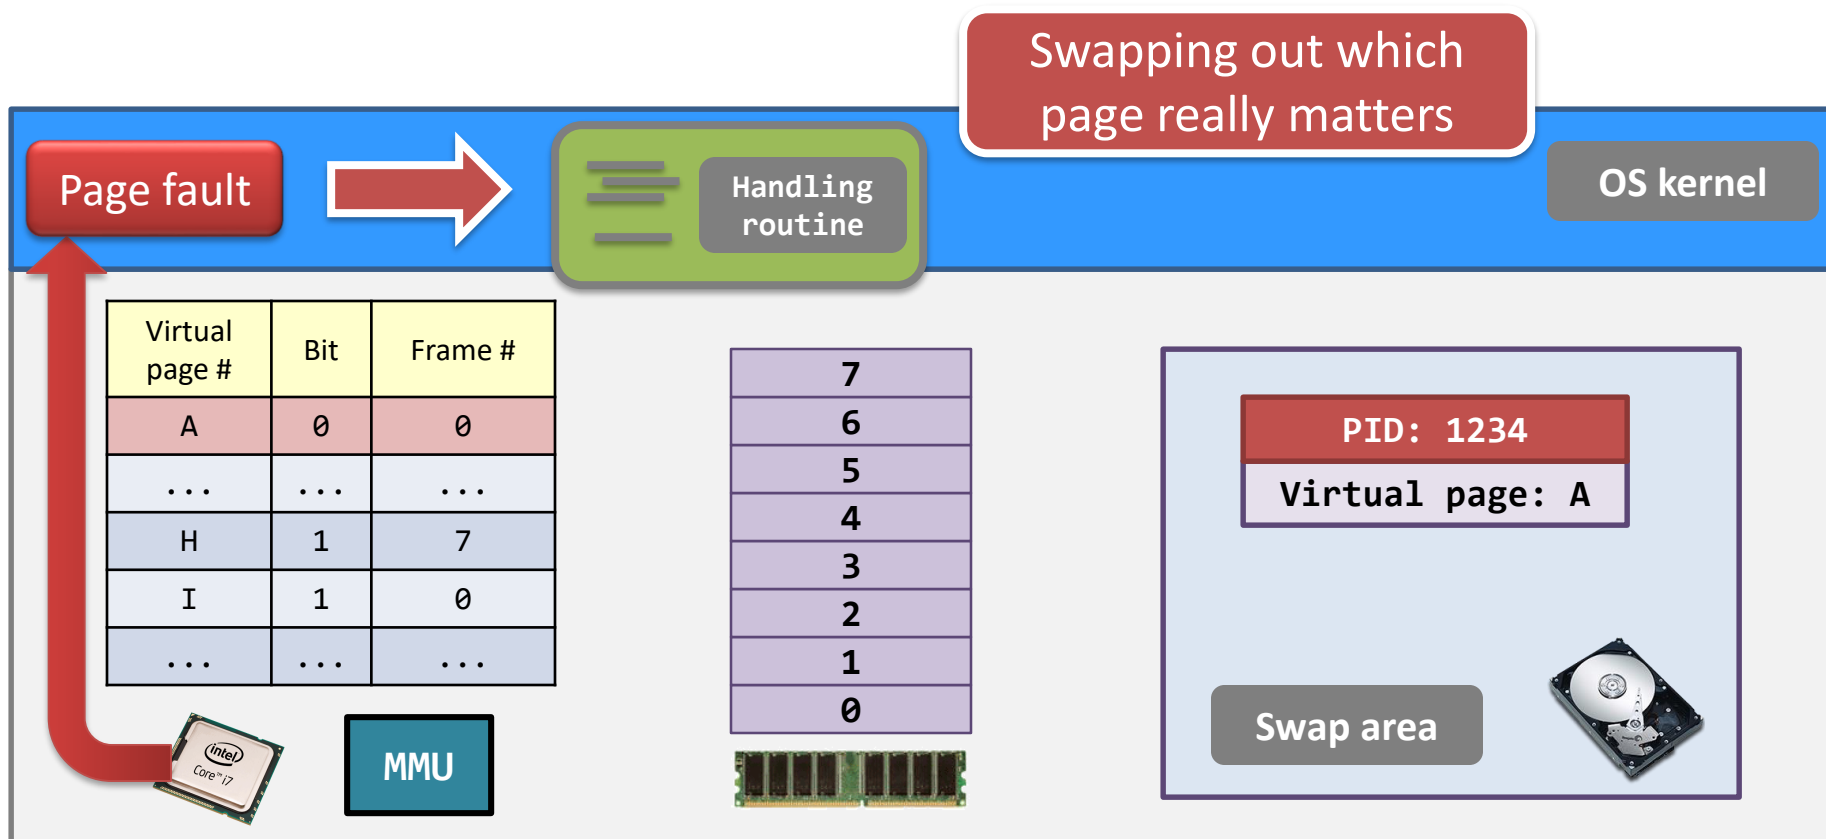 Swapping out which
page really matters
Page fault
Handling
routine
OS kernel
Virtual
page #
Bit
Frame #
A
0
0
...
...
...
H
1
7
I
1
0
...
...
...
7
6
5
4
3
2
1
0
PID: 1234
Virtual page: A
Swap area
MMU
intel
Core™ i7